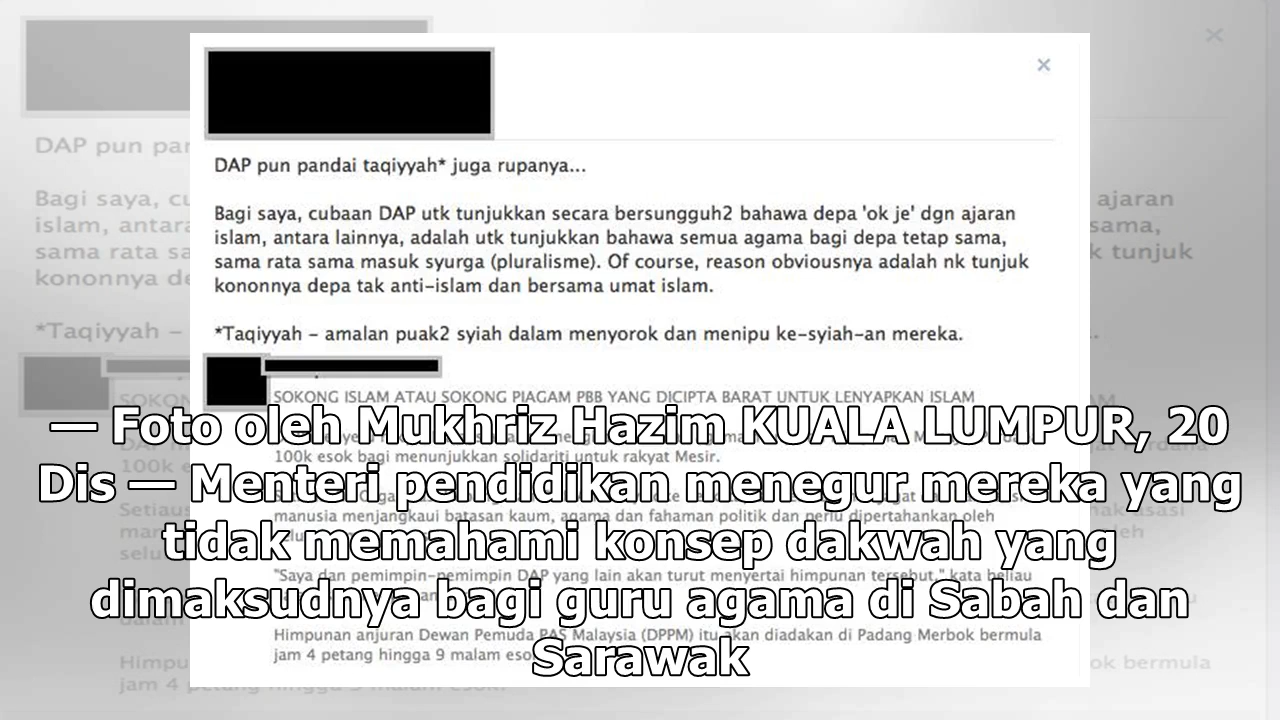 DAP pun pandai taqiyyah* juga rupanya...
Bagi saya, cubaan DAP utk tunjukkan secara bersungguh2 bahawa depa 'ok je' dgn ajaran
islam, antara lainnya, adalah utk tunjukkan bahawa semua agama bagi depa tetap sama,
sama rata sama masuk syurga (pluralisme). Of course, reason obviousnya adalah nk tunjuk
kononnya depa tak anti-islam dan bersama umat islam.
*Taqiyyah - amalan puak2 syiah dalam menyorok dan menipu ke-syiah-an mereka.
SOKONG ISLAM ATAU SOKONG PIAGAM PBB YANG DICIPTA BARAT UNTUK LENYAPKAN ISLAM
— Foto oleh Mukhriz Hazim KUALA LUMPUR, 20
100k esok bagi menunjukkan solidariti untuk rakyat Mesir.
Dis — Menteri pendidikan menegur mereka yang
manusia menjangkaui batasan kaum, agama dan fahaman politik dan perlu dipertahankan oleh
tidak memahami konsep dakwah yang
"Saya dan pemimpin-pemimpin DAP yang lain akan turut menyertai himpunan tersebut," kata beliau
dimaksudnya bagi guru agama di Sabah dan
Himpunan anjuran Dewan Pemuda PAS Malaysia (DPPM) itu akan diadakan di Padang Merbok bermula
jam 4 petang hingga 9 malam esok.
Sarawak